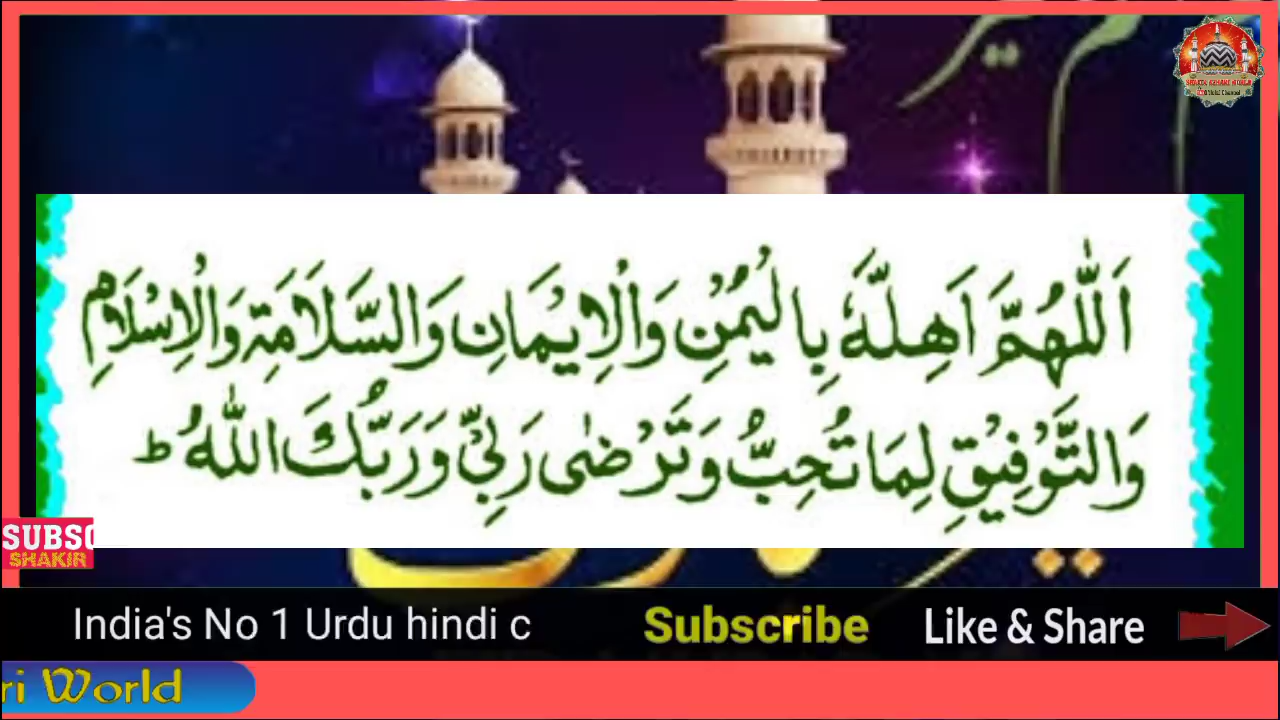 اَللّٰهُمَّ اَهِلَّهٗ بِالْیُمْنِ وَالْاِیْمَانِ وَالسَّلَامَةِ وَالْاِسْلَامِ
وَالتَّوْفِیْقِ لِمَا تُحِبُّ وَتَرْضٰی رَبِّیْ وَرَبُّكَ اللّٰهُ ط
SUBSC
SHAKIR
India's No 1 Urdu hindi c
Subscribe
Like & Share
ri World